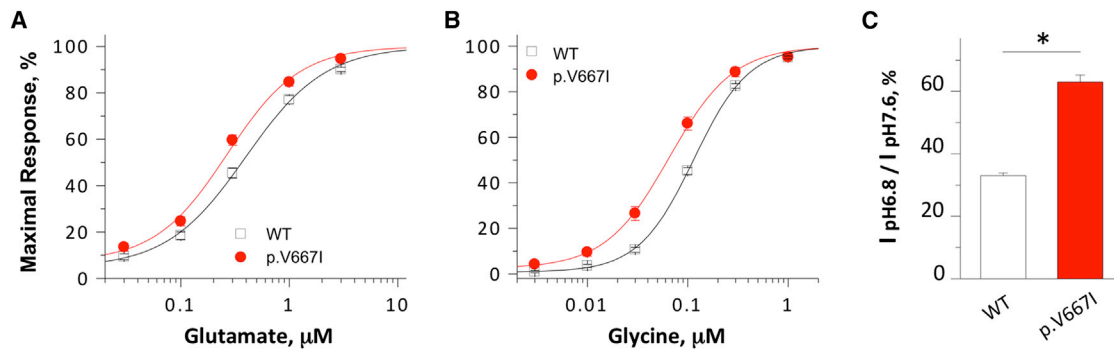 A
Maximal Response, %
100
80
60
40
20
0
WT
p.V667I
0.1
1
10
Glutamate, μM
B
100
80
60
40
20
0
WT
p.V667I
0.01
0.1
1
Glycine, μM
C
I pH6.8 / I pH7.6, %
60
40
20
0
*
WT
p.V667I